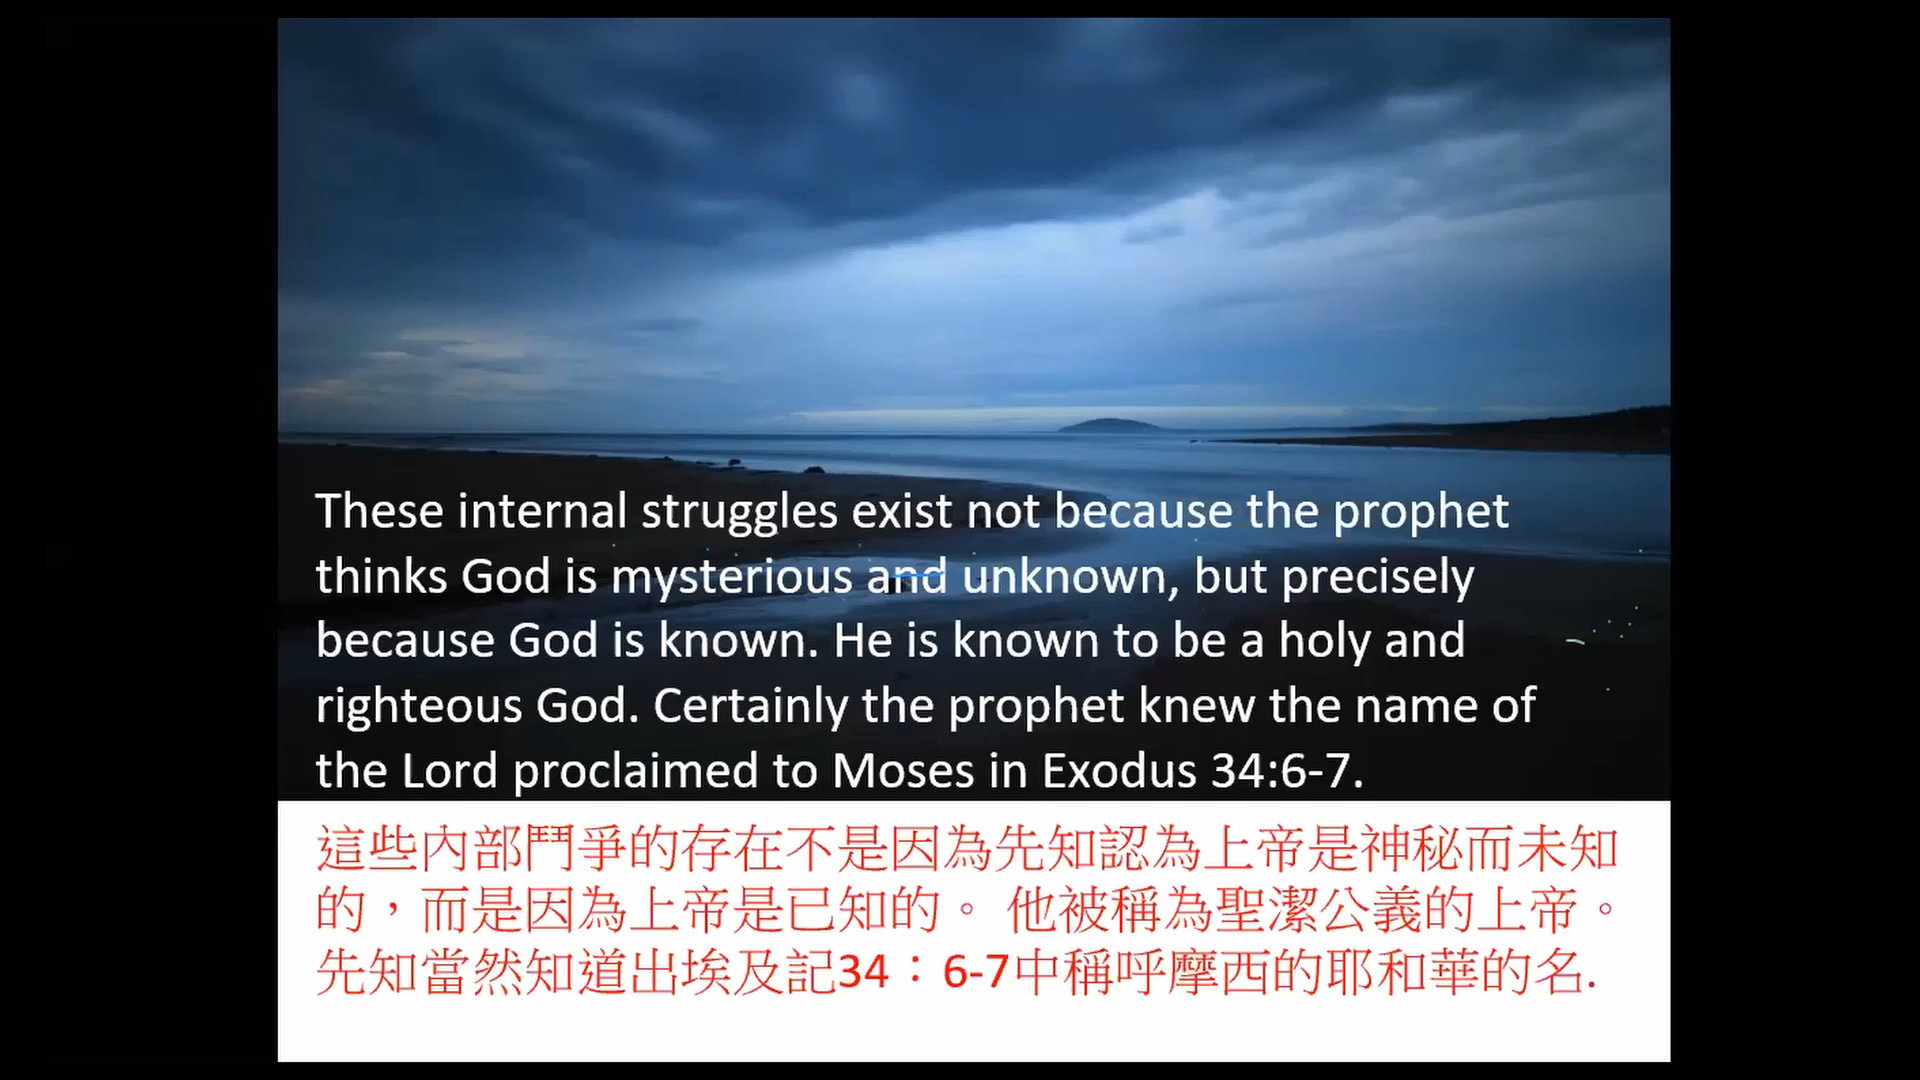 These internal struggles exist not because the prophet
thinks God is mysterious and unknown, but precisely
because God is known. He is known to be a holy and
righteous God. Certainly the prophet knew the name of
the Lord proclaimed to Moses in Exodus 34:6-7.
這些內部鬥爭的存在不是因為先知認為上帝是神秘而未知
的，而是因為上帝是已知的。 他被稱為聖潔公義的上帝。
先知當然知道出埃及記34：6-7中稱呼摩西的耶和華的名.